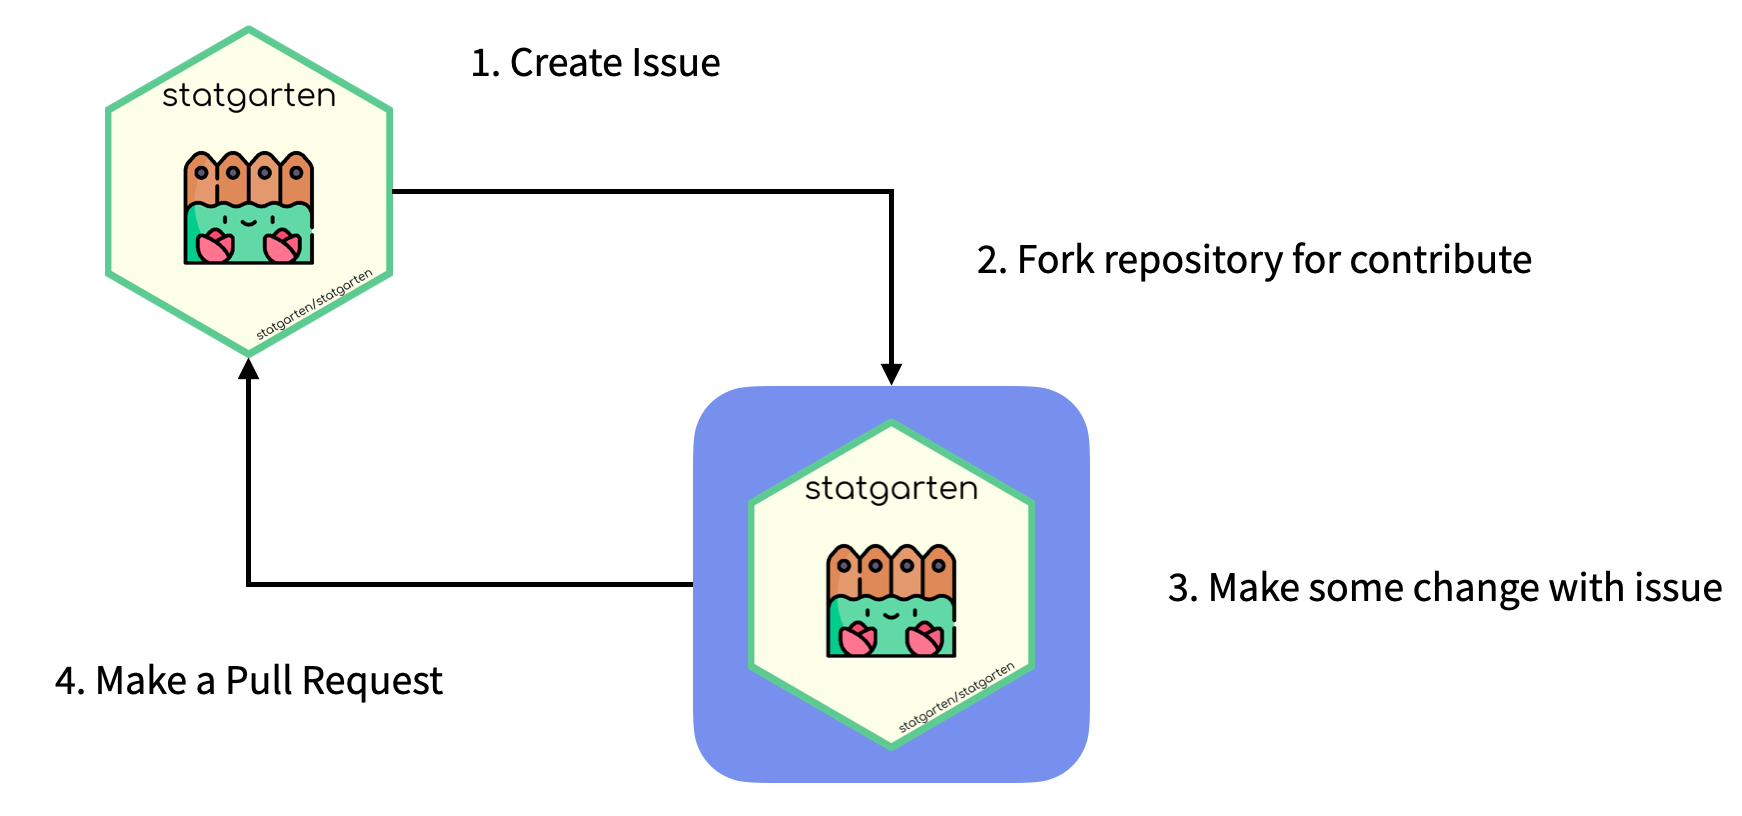 1. Create Issue
statgarten
statgarten/statgarten
2. Fork repository for contribute
statgarten
statgarten/statgarten
3. Make some change with issue
4. Make a Pull Request